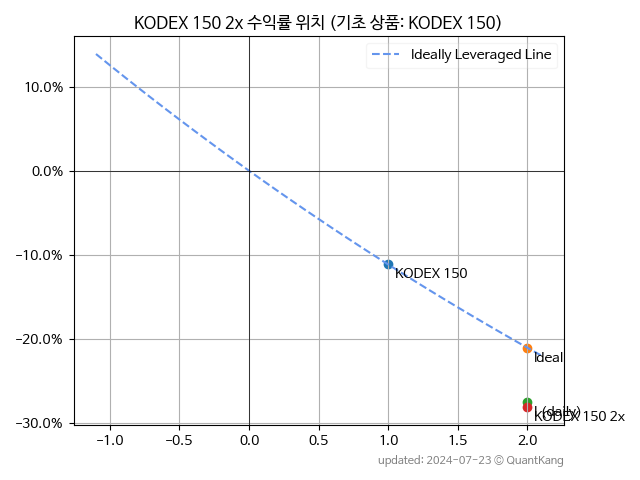 KODEX 150 2x 수익률 위치 (기초 상품: KODEX 150)
Ideally Leveraged Line
10.0%
0.0%
−10.0%
KODEX 150
−20.0%
Ideal
(daily)
−30.0%
KODEX 150 2x
−1.0 −0.5 0.0 0.5 1.0 1.5 2.0
updated: 2024-07-23 © QuantKang